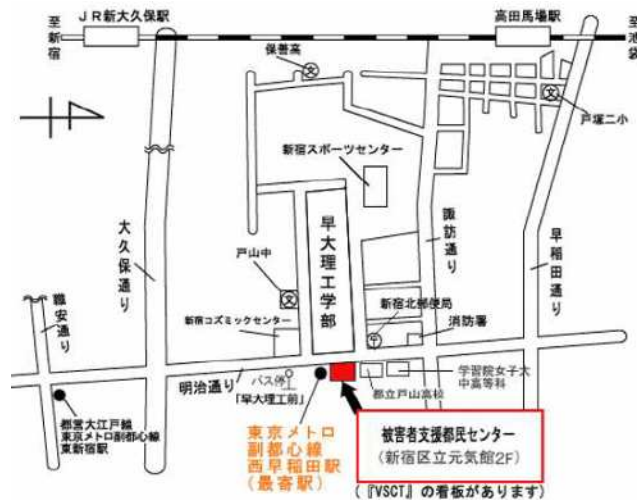 至新宿
JR新大久保駅
高田馬場駅
至池袋
保善高
文
文
戸塚二小
新宿スポーツセンター
大久保通り
早大理工学部
諏訪通り
早稲田通り
戸山中
文
職安通り
新宿コズミックセンター
新宿北郵便局
〒
消防署
明治通り
バス停
「早大理工前」
都立戸山高校
学習院女子大
中高等科
都営大江戸線
東京メトロ副都心線
東新宿駅
東京メトロ
副都心線
西早稲田駅
(最寄駅)
被害者支援都民センター
(新宿区立元気館2F)
(『VSCT』の看板があります)